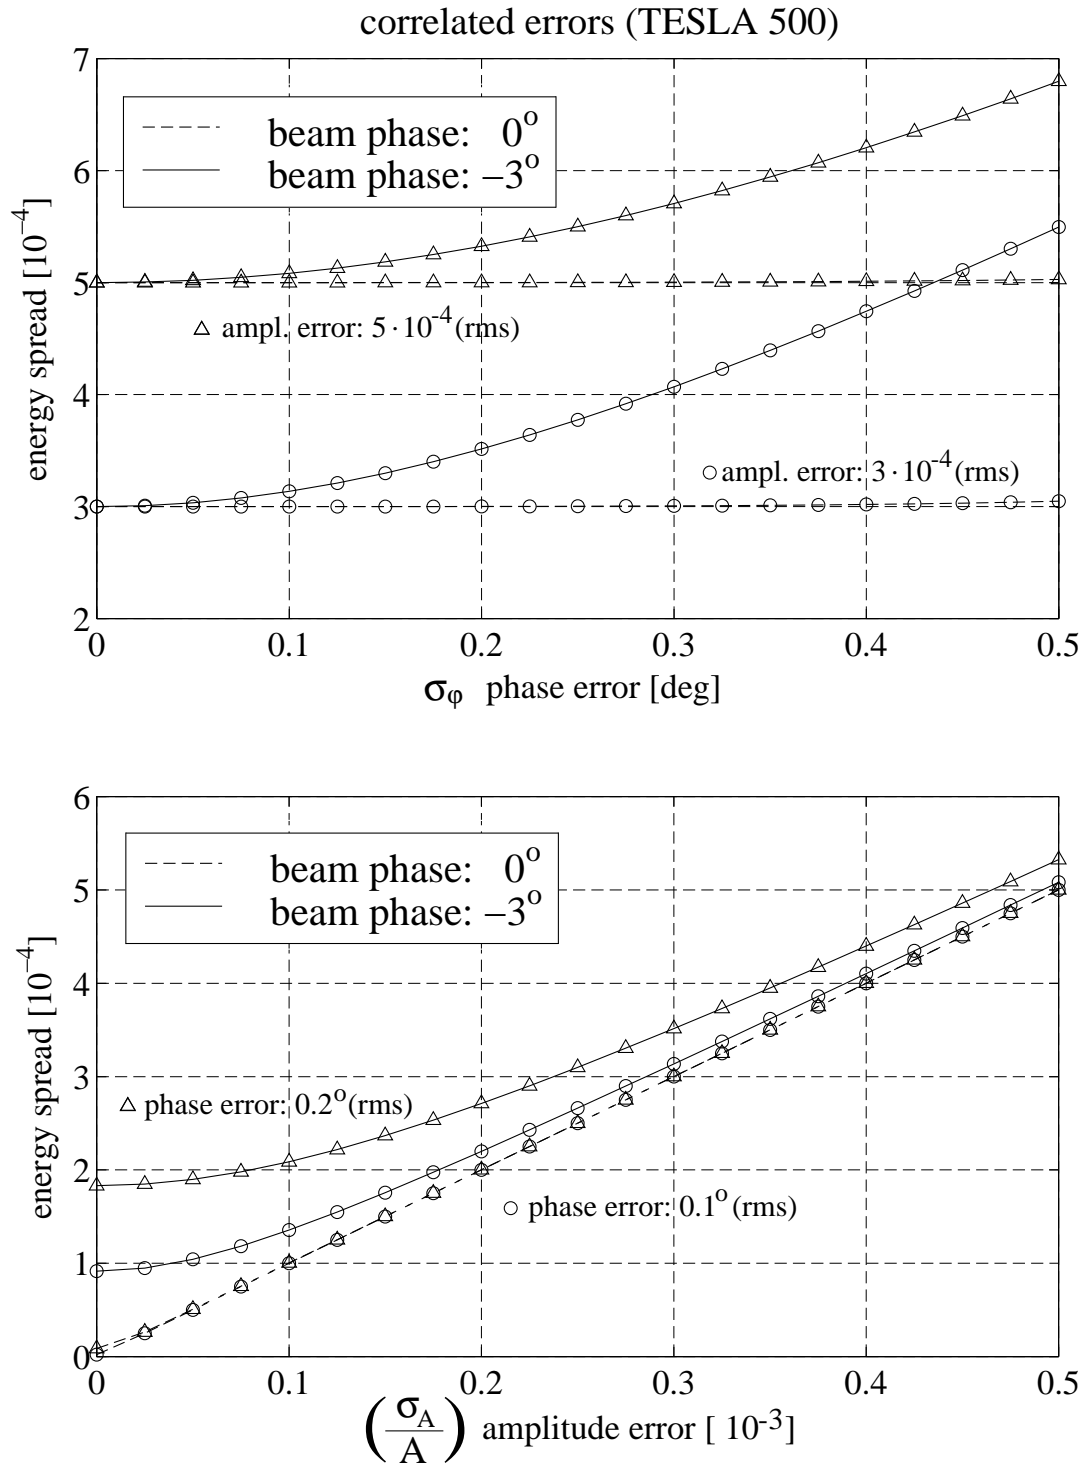 correlated errors (TESLA 500)
7
beam phase: 0°
beam phase: –3°
6
5
△ ampl. error: 5·10⁻⁴(rms)
4
○ ampl. error: 3·10⁻⁴(rms)
3
2
energy spread [10⁻⁴]
0 0.1 0.2 0.3 0.4 0.5
σφ phase error [deg]
6
beam phase: 0°
beam phase: –3°
5
4
3
△ phase error: 0.2°(rms)
2
○ phase error: 0.1°(rms)
1
0
energy spread [10⁻⁴]
0 0.1 0.2 0.3 0.4 0.5
(σA/A) amplitude error [ 10⁻³]